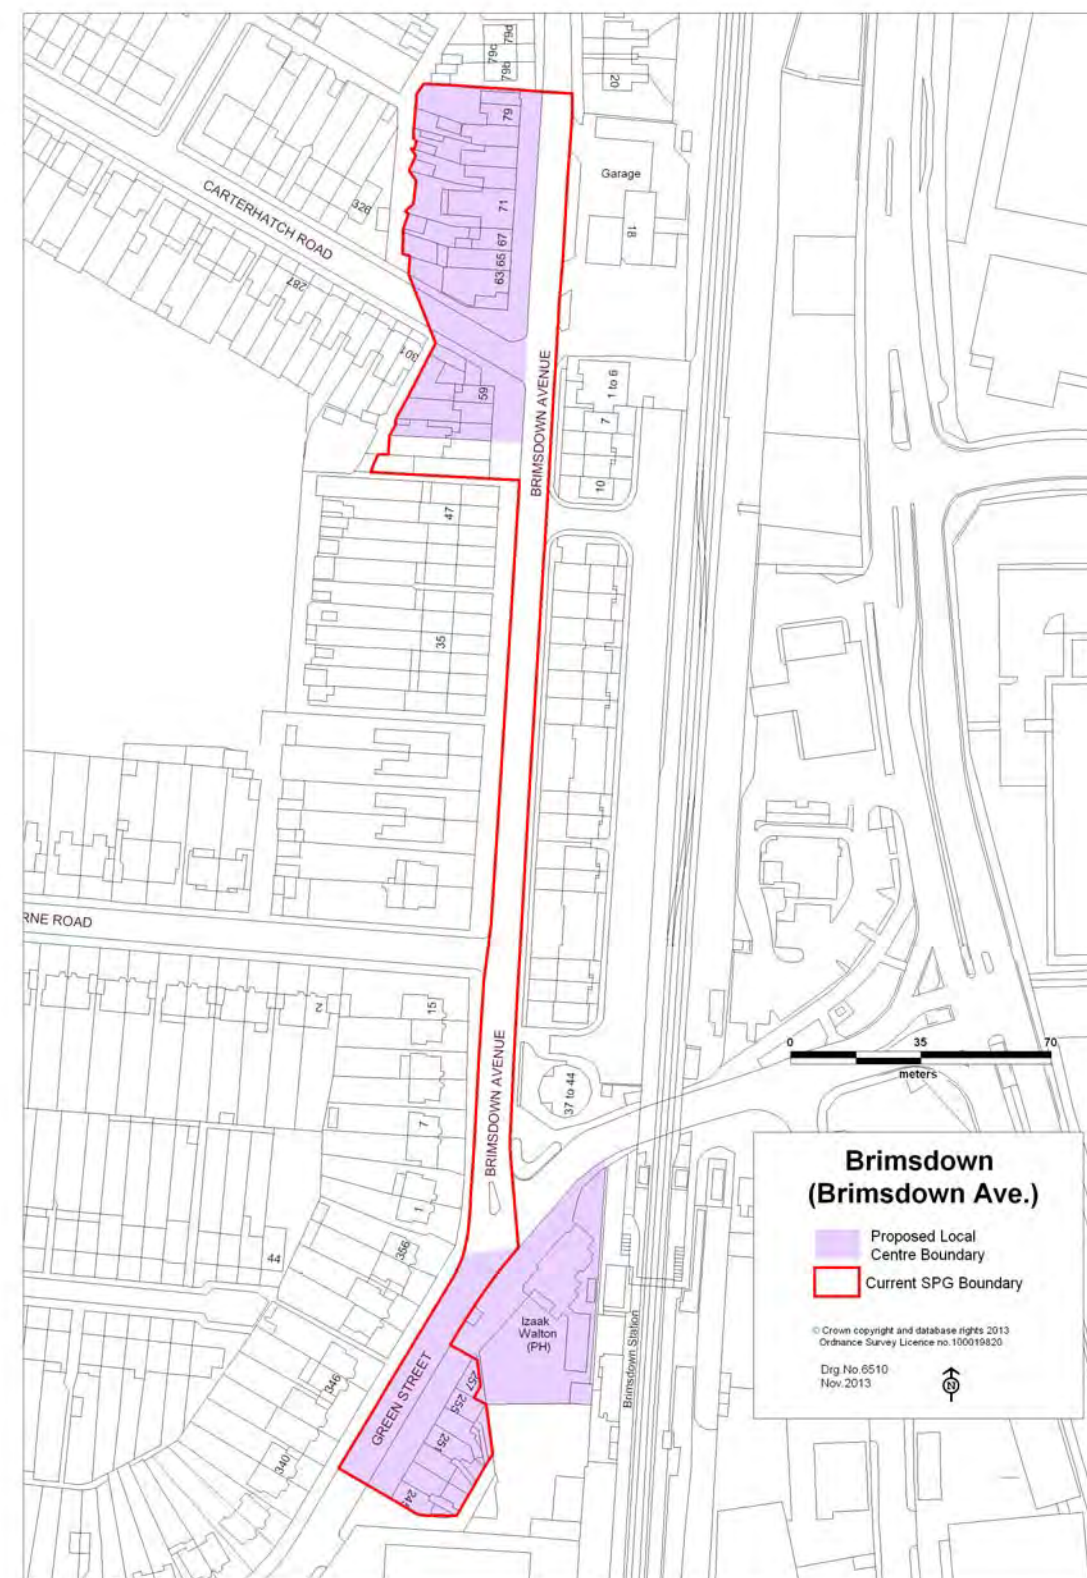 79c
79d
79b
20
79
Garage
71
18
326
CARTERHATCH ROAD
67
65
63
287
301
59
BRIMSDOWN AVENUE
1 to 6
7
10
47
35
RNE ROAD
2
15
BRIMSDOWN AVENUE
37 to 44
7
1
356
44
0 35 70
meters
Izaak
Walton
(PH)
Brimsdown Station
GREEN STREET
257
255
251
346
340
Brimsdown
(Brimsdown Ave.)
Proposed Local
Centre Boundary
Current SPG Boundary
© Crown copyright and database rights 2013
Ordnance Survey Licence no.100019820
Drg.No.6510
Nov.2013
N